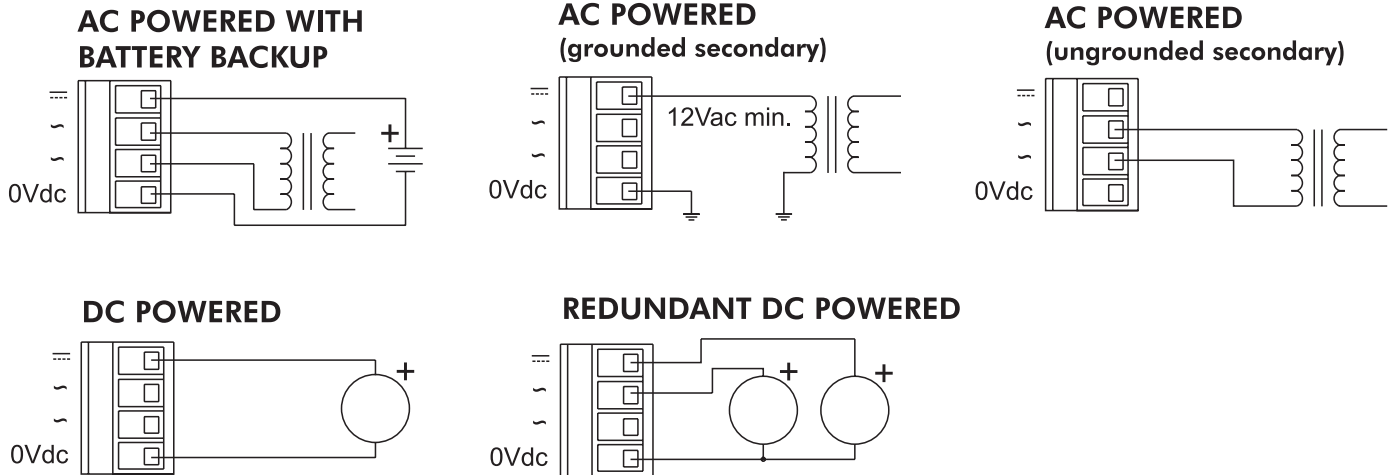 AC POWERED WITH
BATTERY BACKUP
⎓
~
~
0Vdc
+
AC POWERED
(grounded secondary)
⎓
~
~
0Vdc
12Vac min.
AC POWERED
(ungrounded secondary)
⎓
~
~
0Vdc
DC POWERED
⎓
~
~
0Vdc
+
REDUNDANT DC POWERED
⎓
~
~
0Vdc
+
+